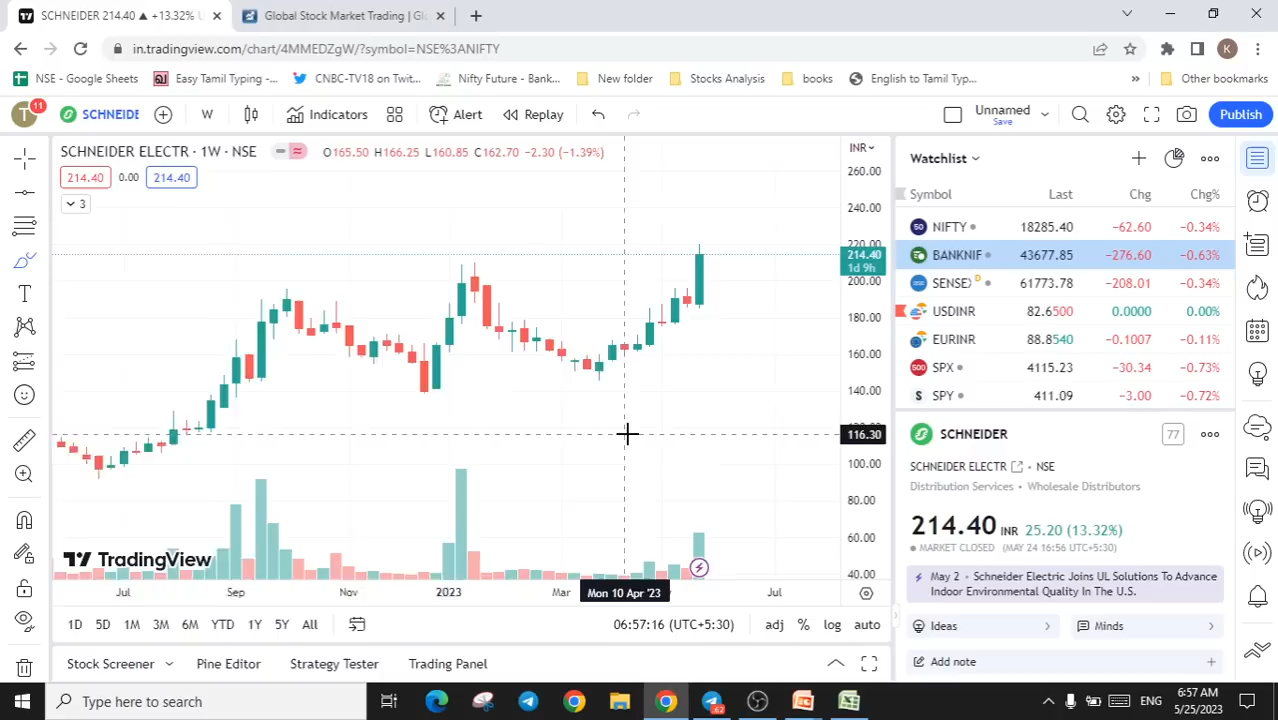 SCHNEIDER 214.40 ▲ +13.32%
Global Stock Market Trading | Gl
in.tradingview.com/chart/4MMEDZgW/?symbol=NSE%3ANIFTY
K
NSE - Google Sheets
Easy Tamil Typing -...
CNBC-TV18 on Twit...
Nifty Future - Bank...
New folder
Stocks Analysis
books
English to Tamil Typ...
»
Other bookmarks
T 11
SCHNEIDE
W
Indicators
Alert
Replay
Unnamed
Save
Publish
SCHNEIDER ELECTR · 1W · NSE
O165.50 H166.25 L160.85 C162.70 −2.30 (−1.39%)
214.40 0.00 214.40
3
INR
260.00
240.00
220.00
214.40
1d 9h
200.00
180.00
160.00
140.00
116.30
100.00
80.00
60.00
40.00
TradingView
Jul Sep Nov 2023 Mar Mon 10 Apr '23 Jul
1D 5D 1M 3M 6M YTD 1Y 5Y All
06:57:16 (UTC+5:30)
adj % log auto
Stock Screener
Pine Editor
Strategy Tester
Trading Panel
Watchlist
Symbol Last Chg Chg%
50 NIFTY 18285.40 −62.60 −0.34%
BANKNIF 43677.85 −276.60 −0.63%
SENSEX D 61773.78 −208.01 −0.34%
USDINR 82.6500 0.0000 0.00%
EURINR 88.8540 −0.1007 −0.11%
500 SPX 4115.23 −30.34 −0.73%
S SPY 411.09 −3.00 −0.72%
SCHNEIDER
77
SCHNEIDER ELECTR • NSE
Distribution Services • Wholesale Distributors
214.40 INR 25.20 (13.32%)
MARKET CLOSED (MAY 24 16:56 UTC+5:30)
May 2 • Schneider Electric Joins UL Solutions To Advance
Indoor Environmental Quality In The U.S.
Ideas
Minds
Add note
Type here to search
62
ENG
6:57 AM
5/25/2023